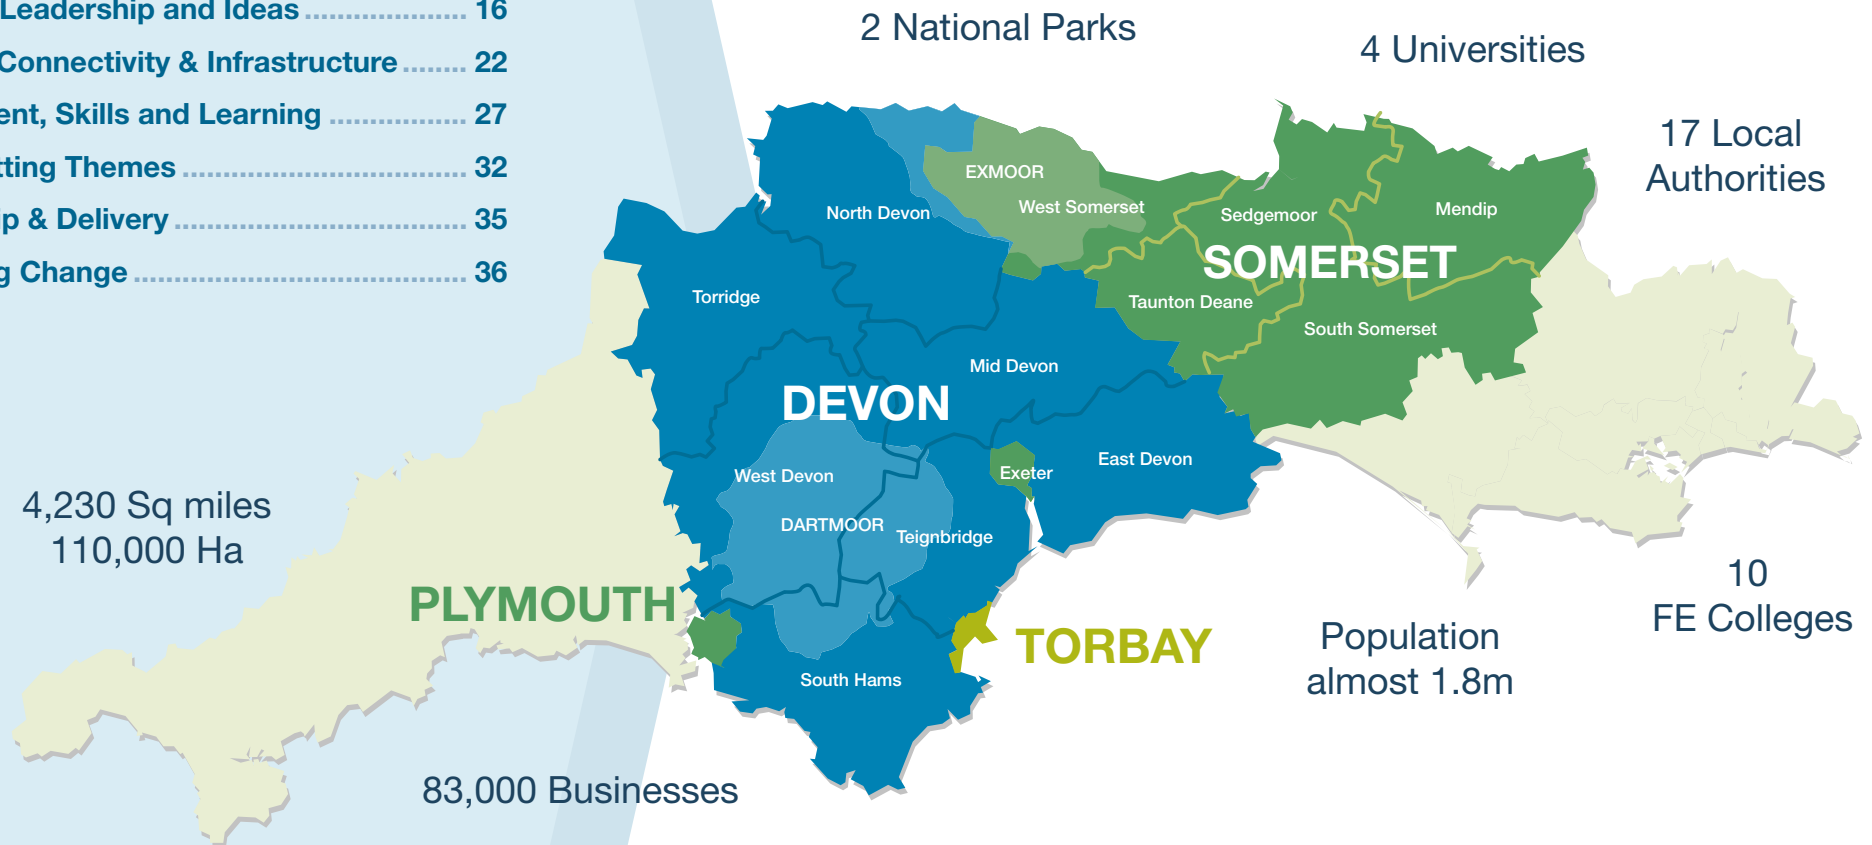 Leadership and Ideas .................. 16
Connectivity & Infrastructure ........ 22
ent, Skills and Learning .................. 27
tting Themes .................................... 32
ip & Delivery ..................................... 35
g Change .......................................... 36
2 National Parks
4 Universities
17 Local
Authorities
EXMOOR
West Somerset
North Devon
Sedgemoor
Mendip
SOMERSET
Torridge
Taunton Deane
South Somerset
Mid Devon
DEVON
West Devon
Exeter
East Devon
DARTMOOR
Teignbridge
4,230 Sq miles
110,000 Ha
PLYMOUTH
TORBAY
South Hams
10
FE Colleges
Population
almost 1.8m
83,000 Businesses